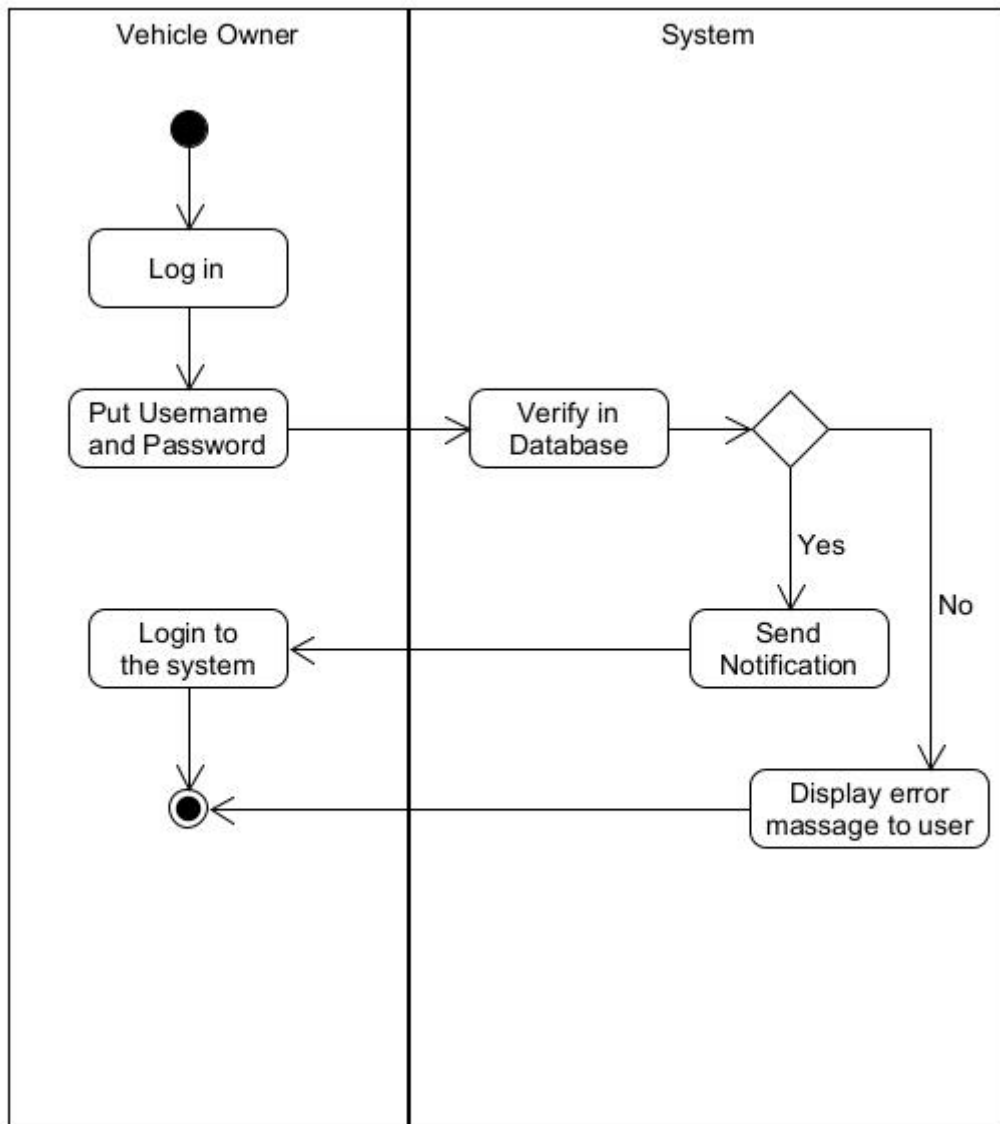 Vehicle Owner
System
Log in
Put Username
and Password
Verify in
Database
Yes
No
Login to
the system
Send
Notification
Display error
massage to user